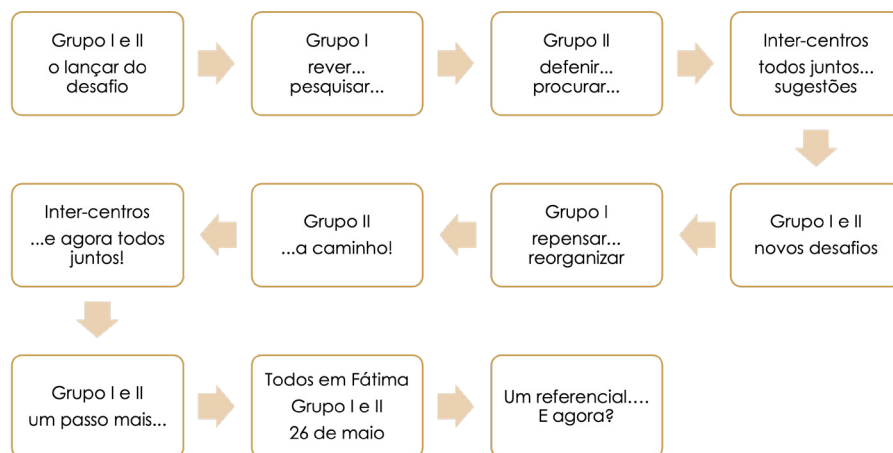 Grupo I e II
o lançar do
desafio
Grupo I
rever...
pesquisar...
Grupo II
defenir...
procurar...
Inter-centros
todos juntos...
sugestões
Grupo I e II
novos desafios
Grupo I
repensar...
reorganizar
Grupo II
...a caminho!
Inter-centros
...e agora todos
juntos!
Grupo I e II
um passo mais...
Todos em Fátima
Grupo I e II
26 de maio
Um referencial....
E agora?